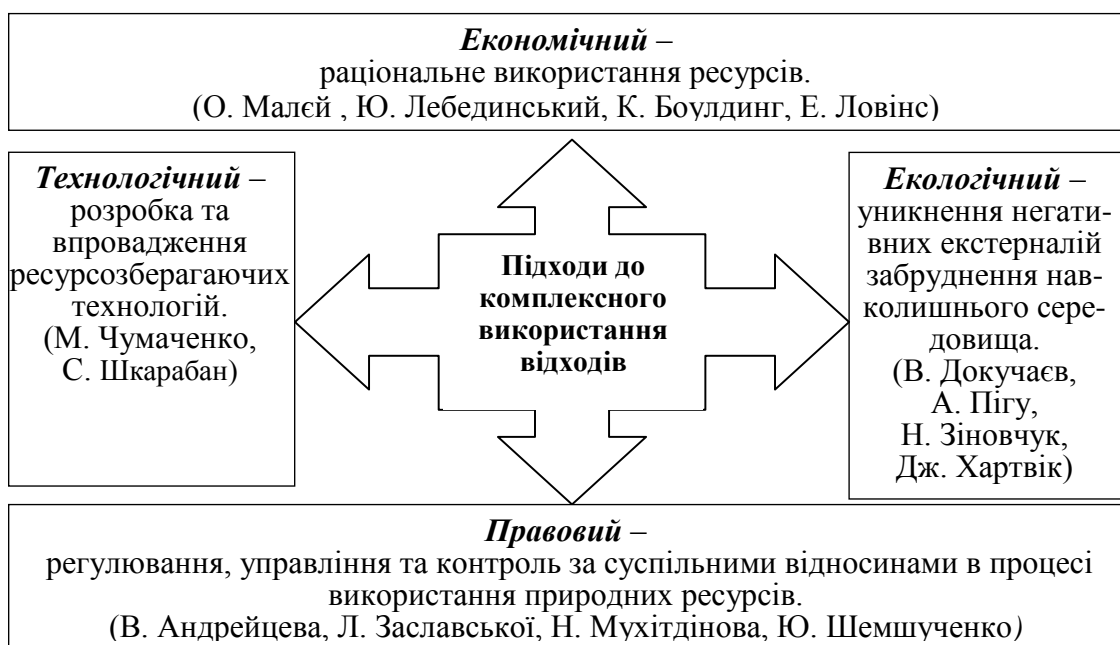 Економічний –
раціональне використання ресурсів.
(О. Малєй , Ю. Лебединський, К. Боулдинг, Е. Ловінс)
Технологічний –
розробка та
впровадження
ресурсозберагаючих
технологій.
(М. Чумаченко,
С. Шкарабан)
Підходи до
комплексного
використання
відходів
Екологічний –
уникнення негати-
вних екстерналій
забруднення нав-
колишнього сере-
довища.
(В. Докучаєв,
А. Пігу,
Н. Зіновчук,
Дж. Хартвік)
Правовий –
регулювання, управління та контроль за суспільними відносинами в процесі
використання природних ресурсів.
(В. Андрейцева, Л. Заславської, Н. Мухітдінова, Ю. Шемшученко)